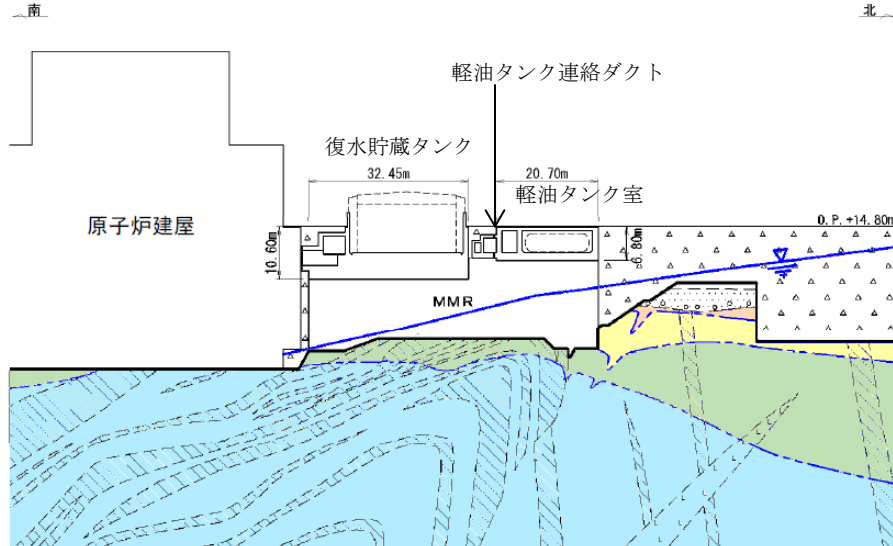 南
北
軽油タンク連絡ダクト
復水貯蔵タンク
32.45m
20.70m
軽油タンク室
原子炉建屋
O.P.+14.80m
10.60m
6.80m
MMR